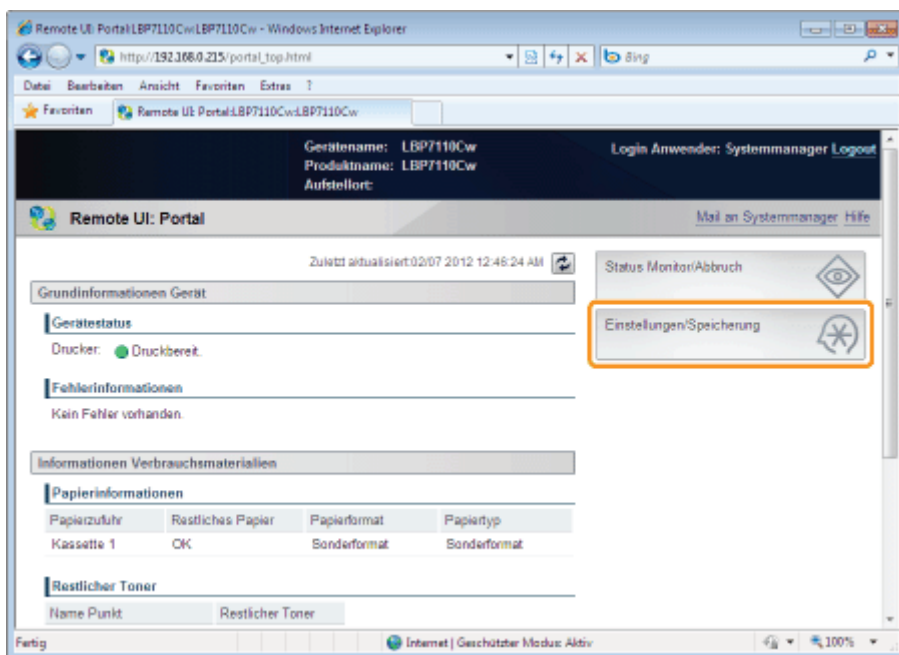 Remote UI: Portal:LBP7110Cw:LBP7110Cw - Windows Internet Explorer
http://192.168.0.215/portal_top.html
Bing
Datei Bearbeiten Ansicht Favoriten Extras ?
Favoriten
Remote UI: Portal:LBP7110Cw:LBP7110Cw
Gerätename: LBP7110Cw
Produktname: LBP7110Cw
Aufstellort:
Login Anwender: Systemmanager Logout
Remote UI: Portal
Mail an Systemmanager Hilfe
Zuletzt aktualisiert:02/07 2012 12:46:24 AM
Status Monitor/Abbruch
Grundinformationen Gerät
Einstellungen/Speicherung
Gerätestatus
Drucker: Druckbereit.
Fehlerinformationen
Kein Fehler vorhanden.
Informationen Verbrauchsmaterialien
Papierinformationen
Papierzufuhr Restliches Papier Papierformat Papiertyp
Kassette 1 OK Sonderformat Sonderformat
Restlicher Toner
Name Punkt Restlicher Toner
Fertig
Internet | Geschützter Modus: Aktiv
100%